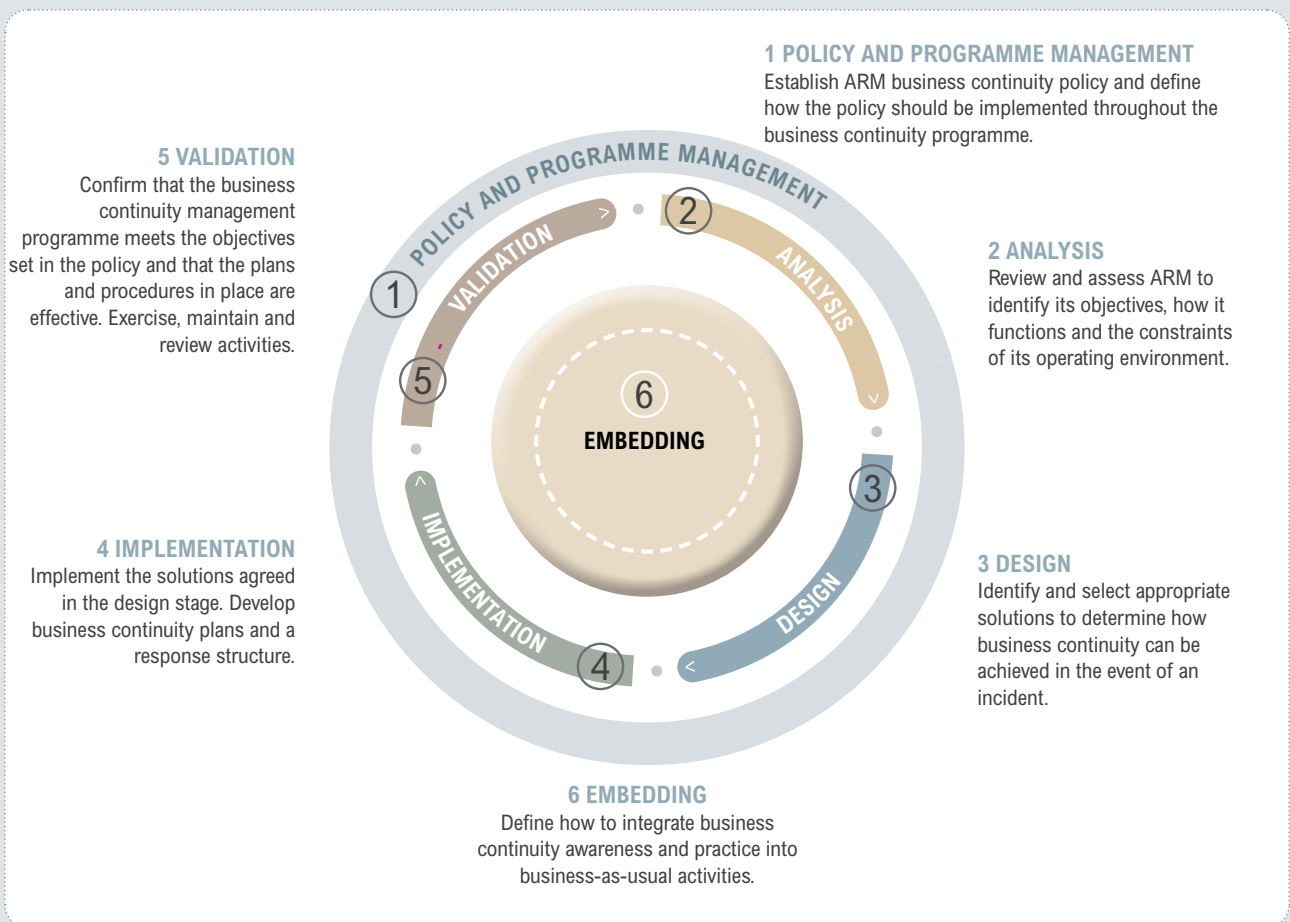 1 POLICY AND PROGRAMME MANAGEMENT
Establish ARM business continuity policy and define
how the policy should be implemented throughout the
business continuity programme.
5 VALIDATION
Confirm that the business
continuity management
programme meets the objectives
set in the policy and that the plans
and procedures in place are
effective. Exercise, maintain and
review activities.
2 ANALYSIS
Review and assess ARM to
identify its objectives, how it
functions and the constraints
of its operating environment.
1
POLICY AND PROGRAMME MANAGEMENT
2
ANALYSIS
3
DESIGN
4
IMPLEMENTATION
5
VALIDATION
6
EMBEDDING
4 IMPLEMENTATION
Implement the solutions agreed
in the design stage. Develop
business continuity plans and a
response structure.
3 DESIGN
Identify and select appropriate
solutions to determine how
business continuity can be
achieved in the event of an
incident.
6 EMBEDDING
Define how to integrate business
continuity awareness and practice into
business-as-usual activities.